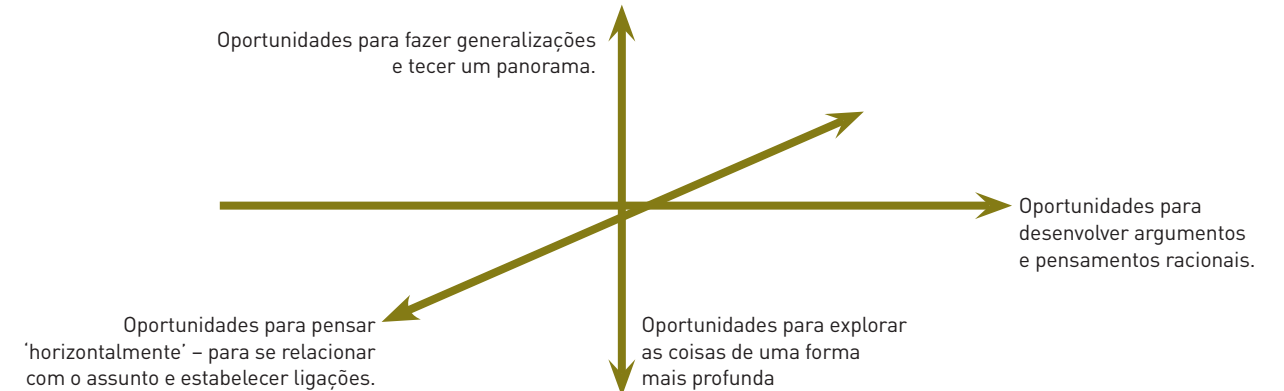 Oportunidades para fazer generalizações
e tecer um panorama.
Oportunidades para
desenvolver argumentos
e pensamentos racionais.
Oportunidades para pensar
‘horizontalmente’ – para se relacionar
com o assunto e estabelecer ligações.
Oportunidades para explorar
as coisas de uma forma
mais profunda